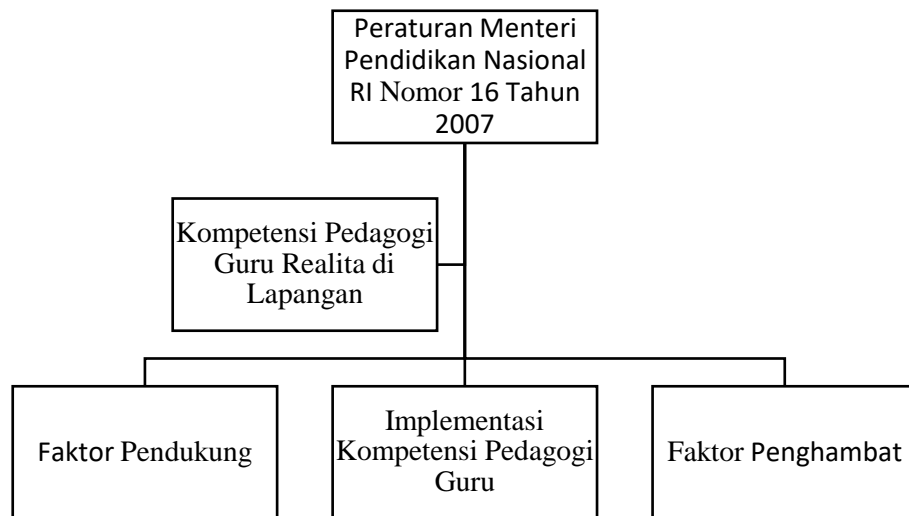 Peraturan Menteri
Pendidikan Nasional
RI Nomor 16 Tahun
2007
Kompetensi Pedagogi
Guru Realita di
Lapangan
Faktor Pendukung
Implementasi
Kompetensi Pedagogi
Guru
Faktor Penghambat